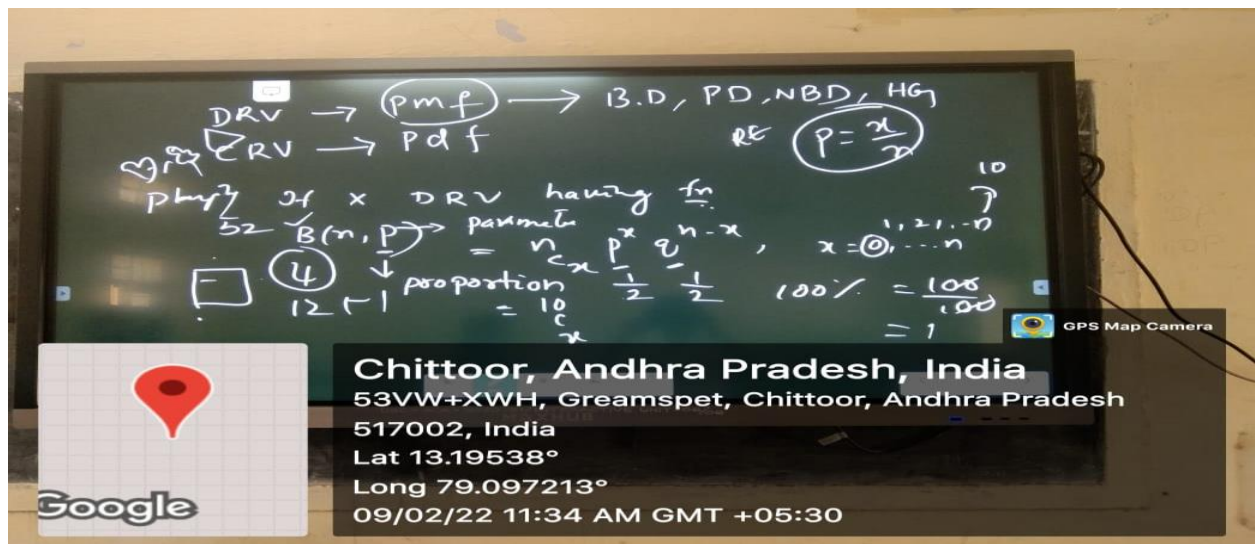 DRV → pmf → B.D, PD, NBD, HG
CRV → pdf
RE P = x/n
10
If x DRV having fn
1, 2, .. n
52 B(n, p) → = n c x p^x q^n-x, x = 0, ... n
4
proportion 1/2 1/2 100% = 100/100
12 = 10 c x = 1
GPS Map Camera
Chittoor, Andhra Pradesh, India
53VW+XWH, Greamspet, Chittoor, Andhra Pradesh
517002, India
Lat 13.19538°
Long 79.097213°
09/02/22 11:34 AM GMT +05:30
Google